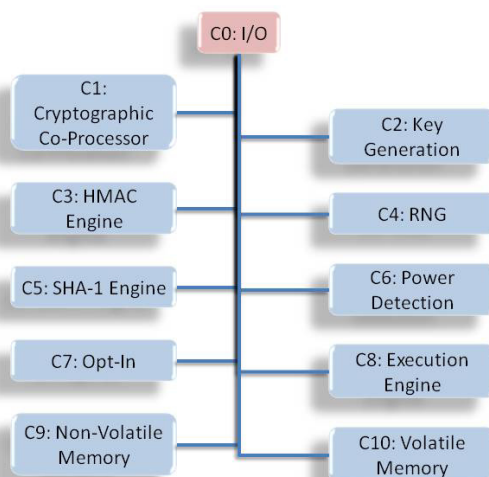 C0: I/O
C1:
Cryptographic
Co-Processor
C2: Key
Generation
C3: HMAC
Engine
C4: RNG
C5: SHA-1 Engine
C6: Power
Detection
C7: Opt-In
C8: Execution
Engine
C9: Non-Volatile
Memory
C10: Volatile
Memory